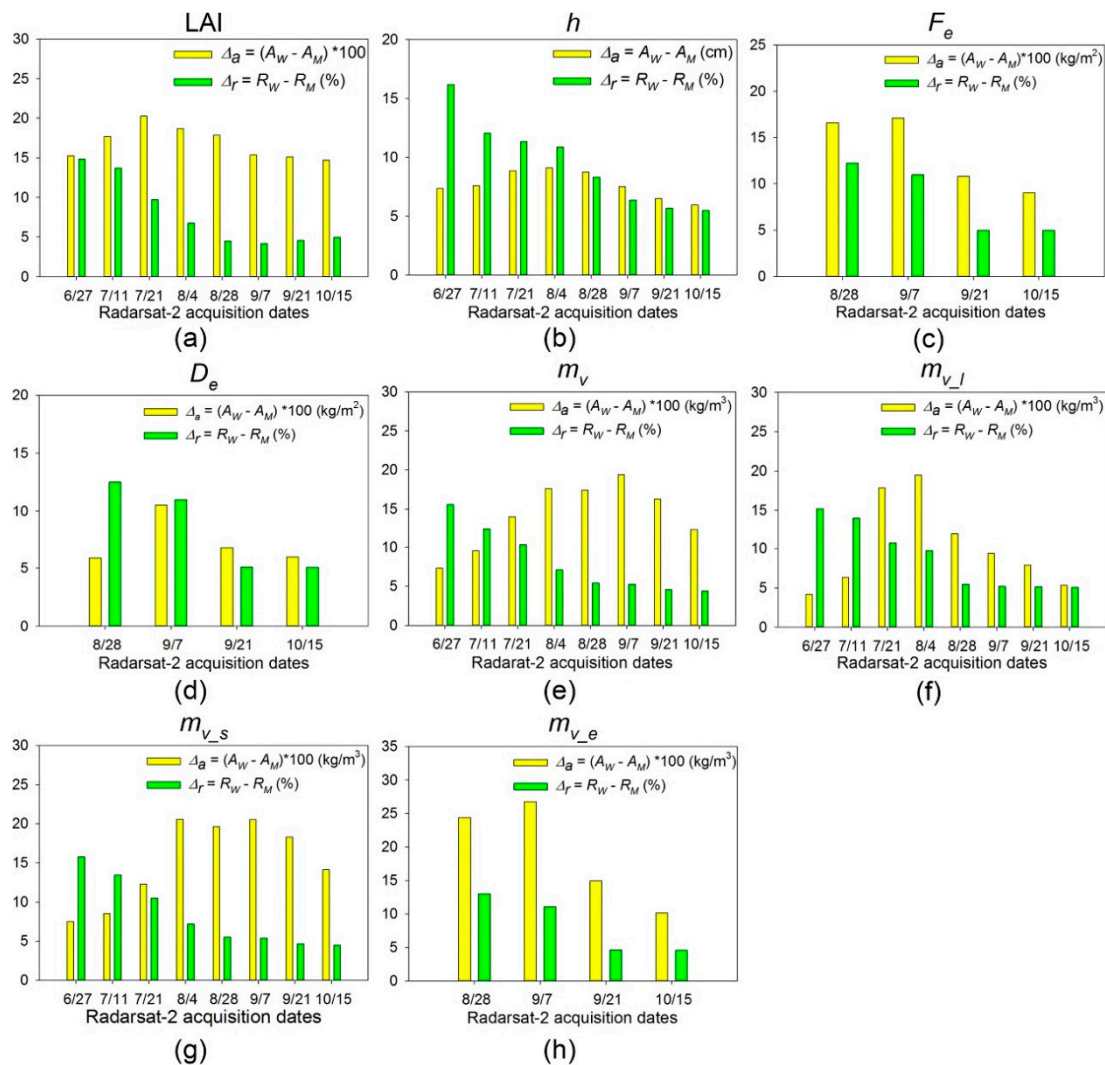 LAI
30
25
20
15
10
5
0
Δa = (AW - AM) *100
Δr = RW - RM (%)
6/27 7/11 7/21 8/4 8/28 9/7 9/21 10/15
Radarsat-2 acquisition dates
(a)
h
20
15
10
5
0
Δa = AW - AM (cm)
Δr = RW - RM (%)
6/27 7/11 7/21 8/4 8/28 9/7 9/21 10/15
Radarsat-2 acquisition dates
(b)
Fe
25
20
15
10
5
0
Δa = (AW - AM)*100 (kg/m²)
Δr = RW - RM (%)
8/28 9/7 9/21 10/15
Radarsat-2 acquisition dates
(c)
De
20
15
10
5
0
Δa = (AW - AM) *100 (kg/m²)
Δr = RW - RM (%)
8/28 9/7 9/21 10/15
Radarsat-2 acquisition dates
(d)
mv
30
25
20
15
10
5
0
Δa = (AW - AM) *100 (kg/m³)
Δr = RW - RM (%)
6/27 7/11 7/21 8/4 8/28 9/7 9/21 10/15
Radarat-2 acquisition dates
(e)
mv_l
30
25
20
15
10
5
0
Δa = (AW - AM) *100 (kg/m³)
Δr = RW - RM (%)
6/27 7/11 7/21 8/4 8/28 9/7 9/21 10/15
Radarsat-2 acquisition dates
(f)
mv_s
30
25
20
15
10
5
0
Δa = (AW - AM) *100 (kg/m³)
Δr = RW - RM (%)
6/27 7/11 7/21 8/4 8/28 9/7 9/21 10/15
Radarsat-2 acquisition dates
(g)
mv_e
35
30
25
20
15
10
5
0
Δa = (AW - AM) *100 (kg/m³)
Δr = RW - RM (%)
8/28 9/7 9/21 10/15
Radarsat-2 acquisition dates
(h)